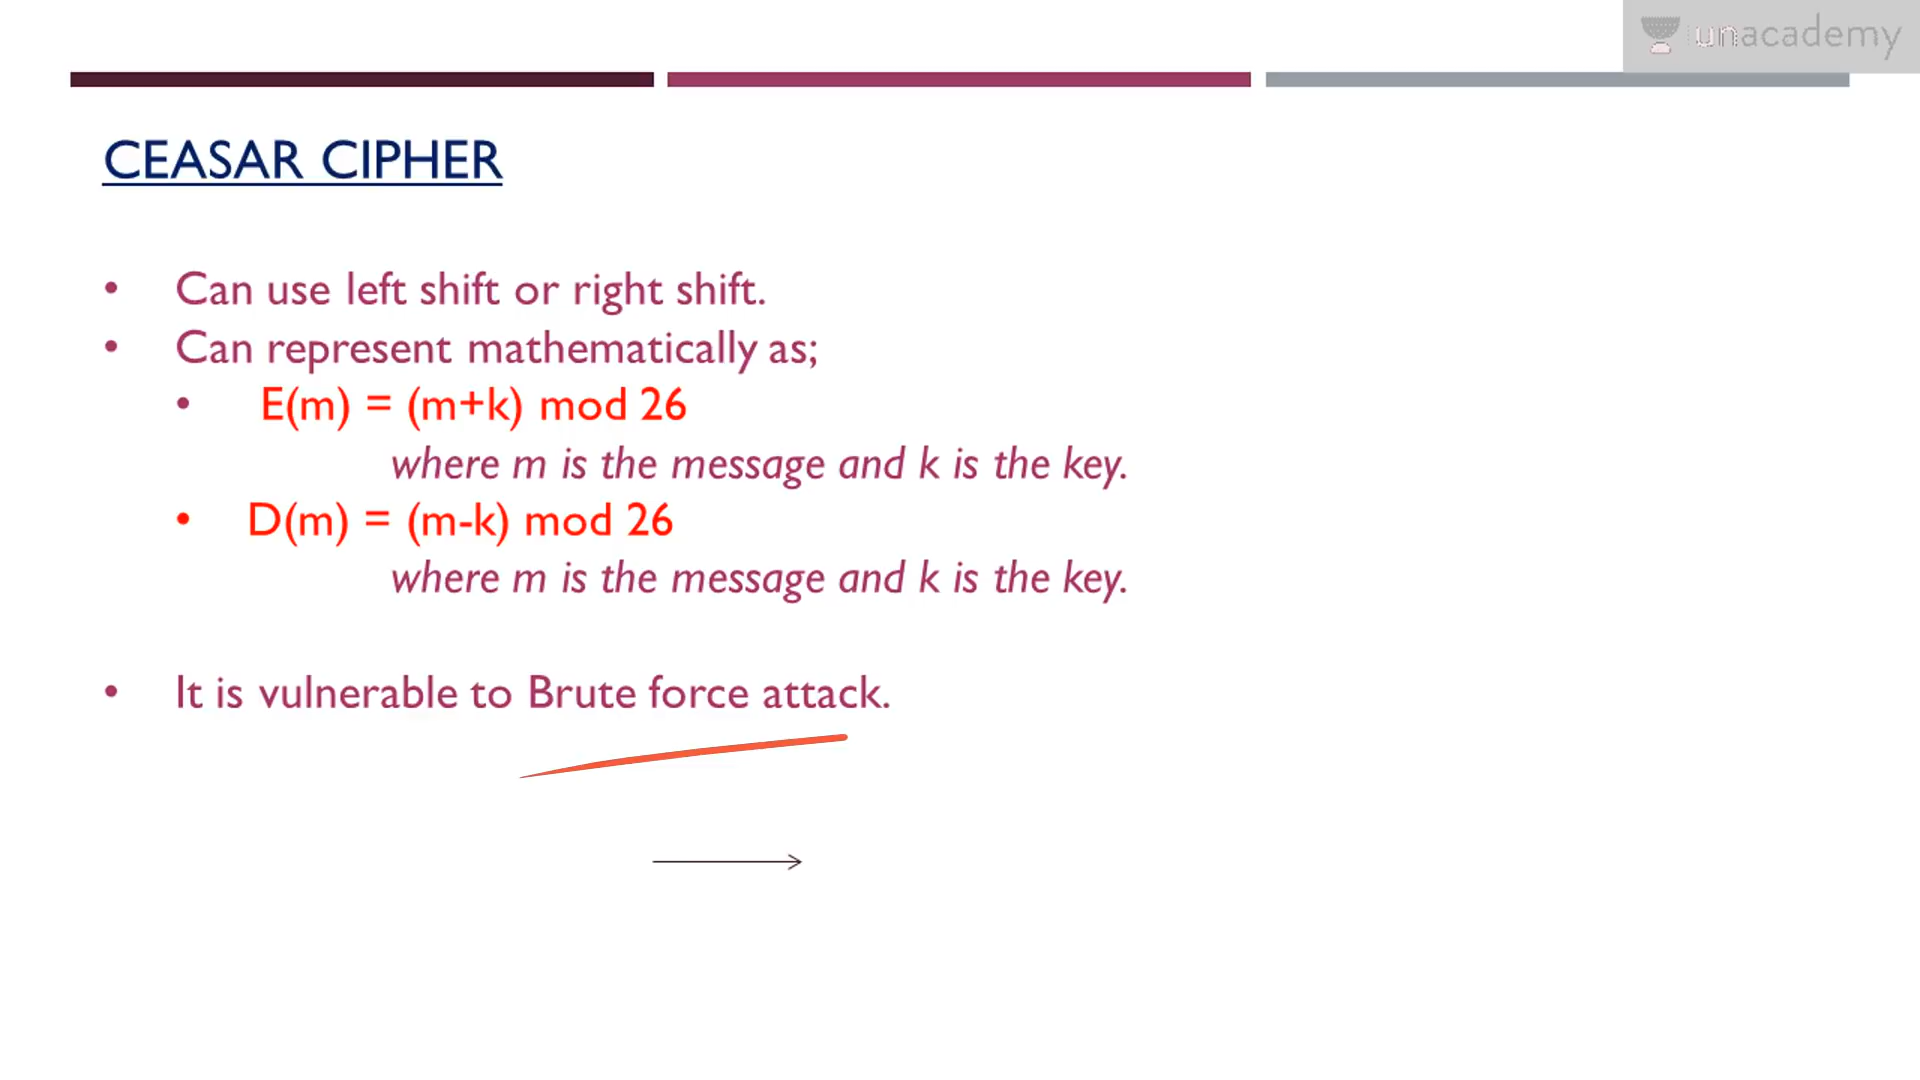 unacademy
CEASAR CIPHER
• Can use left shift or right shift.
• Can represent mathematically as;
• E(m) = (m+k) mod 26
where m is the message and k is the key.
• D(m) = (m-k) mod 26
where m is the message and k is the key.
• It is vulnerable to Brute force attack.